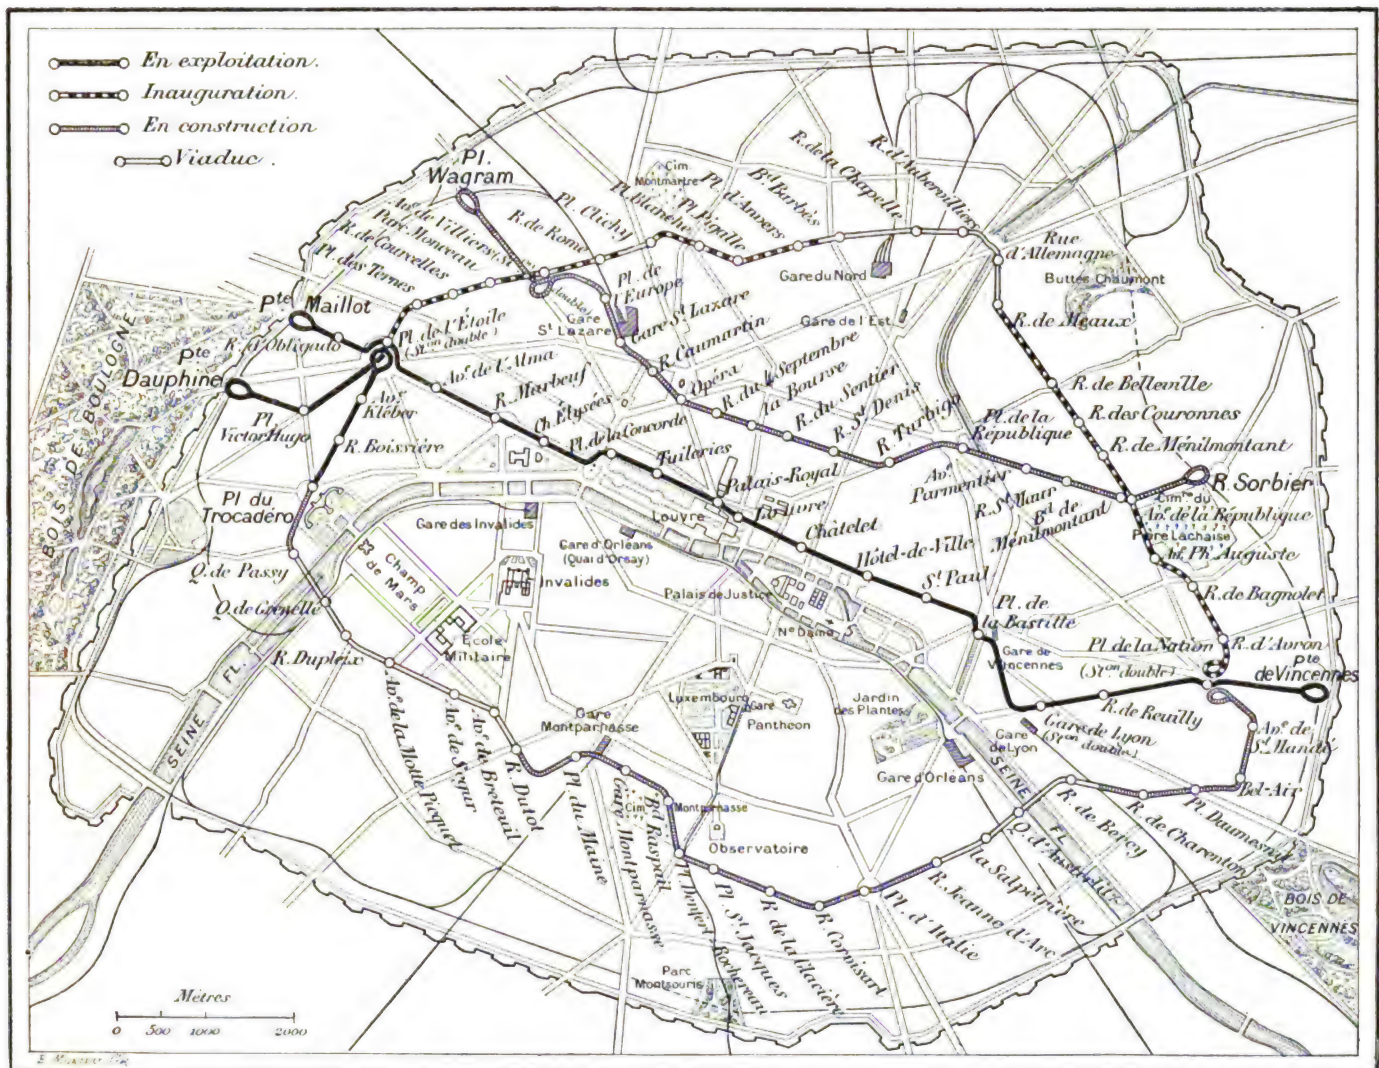 En exploitation.
Inauguration.
En construction
Viaduc.
Pl.
Wagram
Cim.
Montmartre
Av. de Villiers
Parc Monceau
R. de Courcelles
Pl. des Ternes
R. de Rome
Pl. Clichy
Pl. Blanche
Pl. Pigalle
Pl. d'Anvers
Bd Barbès
R. de la Chapelle
R. d'Aubervilliers
Rue
d'Allemagne
Buttes Chaumont
Gare du Nord
Gare de l'Est
R. de Meaux
R. de Belleville
R. des Couronnes
R. de Ménilmontant
R. Sorbier
Cimre du
Père Lachaise
Av. de la République
Av. Ph. Auguste
R. de Bagnolet
R. d'Avron
Pte
de Vincennes
Pl. de la Nation
(Ston double)
Pte Maillot
R. d'Obligado
Pte
Dauphine
BOIS DE BOULOGNE
Pl.
Victor Hugo
Pl. de l'Étoile
(Ston double)
Av.
Kléber
R. Boissière
Pl. du
Trocadéro
Pl. de
l'Europe
Gare
St Lazare
Gare St Lazare
R. Caumartin
Opéra
R. du 4 Septembre
la Bourse
R. du Sentier
R. St Denis
R. Turbigo
Pl. de la
République
Av.
Parmentier
R. St Maur
Bd de
Ménilmontant
Av. de l'Alma
R. Marbeuf
Ch. Élysées
Pl. de la Concorde
Tuileries
Palais-Royal
Louvre
Louvre
Châtelet
Hôtel-de-Ville
St Paul
Pl. de
la Bastille
Gare de
Vincennes
Gare des Invalides
Gare d'Orléans
(Quai d'Orsay)
Invalides
Champ
de Mars
École
Militaire
Palais de Justice
Ne Dame
Luxembourg
Gare
Panthéon
Jardin
des Plantes
Gare d'Orléans
Gare
de Lyon
Gare de Lyon
(Ston double)
R. de Reuilly
Av. de
St Mandé
Bel-Air
Pl. Daumesnil
R. de Charenton
R. de Bercy
Q. d'Austerlitz
la Salpêtrière
R. Jeanne d'Arc
Pl. d'Italie
R. Corvisart
R. de la Glacière
Pl. St Jacques
Pl. Denfert Rochereau
Bd Raspail
Gare Montparnasse
Pl. du Maine
R. Dutot
Av. de Breteuil
Av. de Ségur
Av. de la Motte Picquet
R. Dupleix
Q. de Grenelle
Q. de Passy
Gare
Montparnasse
Cim.
Montparnasse
Observatoire
Parc
Montsouris
SEINE FL.
SEINE FL.
BOIS DE
VINCENNES
Mètres
0 500 1000 2000